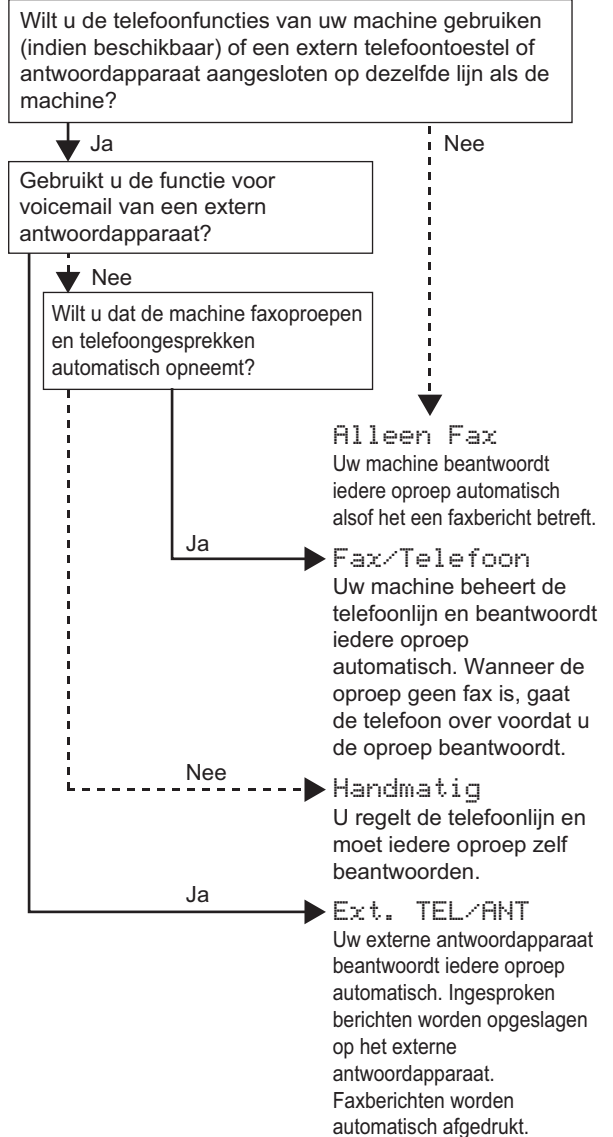 Wilt u de telefoonfuncties van uw machine gebruiken
(indien beschikbaar) of een extern telefoontoestel of
antwoordapparaat aangesloten op dezelfde lijn als de
machine?
Ja
Nee
Gebruikt u de functie voor
voicemail van een extern
antwoordapparaat?
Nee
Wilt u dat de machine faxoproepen
en telefoongesprekken
automatisch opneemt?
Alleen Fax
Uw machine beantwoordt
iedere oproep automatisch
alsof het een faxbericht betreft.
Ja
Fax/Telefoon
Uw machine beheert de
telefoonlijn en beantwoordt
iedere oproep
automatisch. Wanneer de
oproep geen fax is, gaat
de telefoon over voordat u
de oproep beantwoordt.
Nee
Handmatig
U regelt de telefoonlijn en
moet iedere oproep zelf
beantwoorden.
Ja
Ext. TEL/ANT
Uw externe antwoordapparaat
beantwoordt iedere oproep
automatisch. Ingesproken
berichten worden opgeslagen
op het externe
antwoordapparaat.
Faxberichten worden
automatisch afgedrukt.